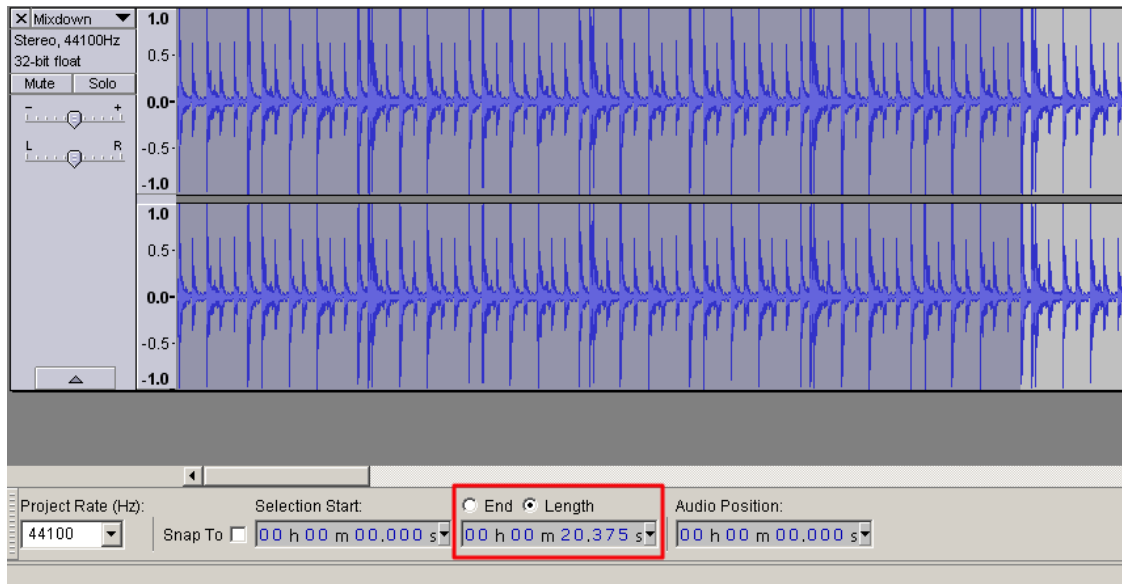 Mixdown
Stereo, 44100Hz
32-bit float
Mute Solo
- +
L R
1.0
0.5-
0.0-
-0.5-
-1.0
1.0
0.5-
0.0-
-0.5-
-1.0
Project Rate (Hz):
44100
Snap To
Selection Start:
00 h 00 m 00.000 s
End Length
00 h 00 m 20.375 s
Audio Position:
00 h 00 m 00.000 s